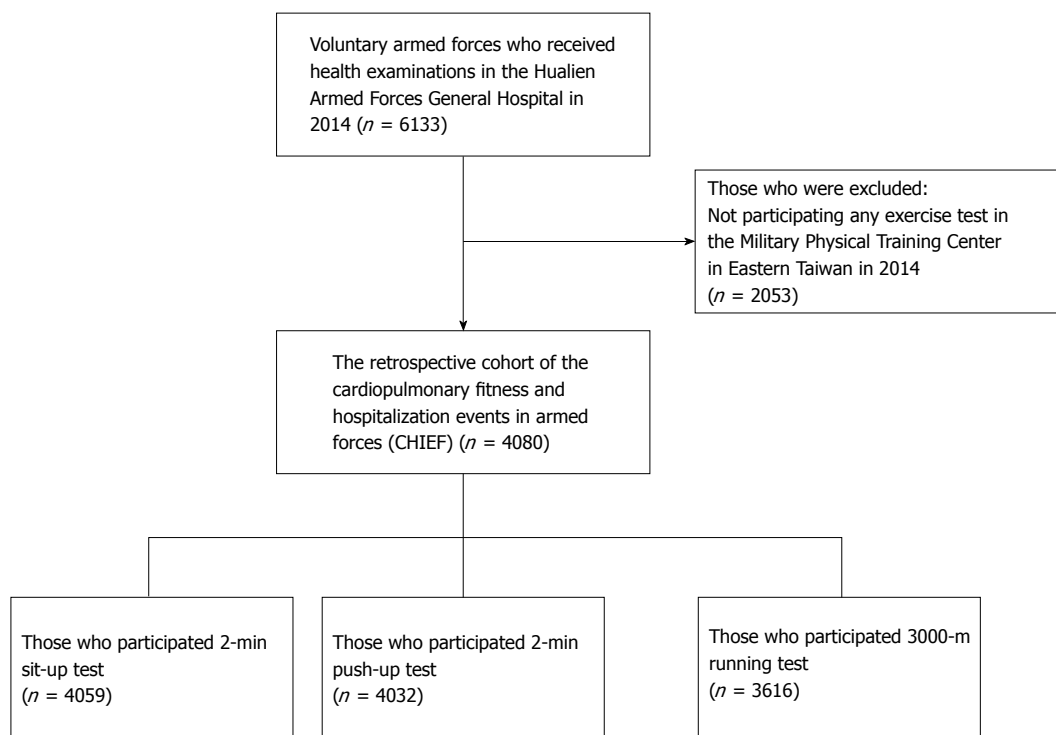 Voluntary armed forces who received
health examinations in the Hualien
Armed Forces General Hospital in
2014 (n = 6133)
Those who were excluded:
Not participating any exercise test in
the Military Physical Training Center
in Eastern Taiwan in 2014
(n = 2053)
The retrospective cohort of the
cardiopulmonary fitness and
hospitalization events in armed
forces (CHIEF) (n = 4080)
Those who participated 2-min
sit-up test
(n = 4059)
Those who participated 2-min
push-up test
(n = 4032)
Those who participated 3000-m
running test
(n = 3616)